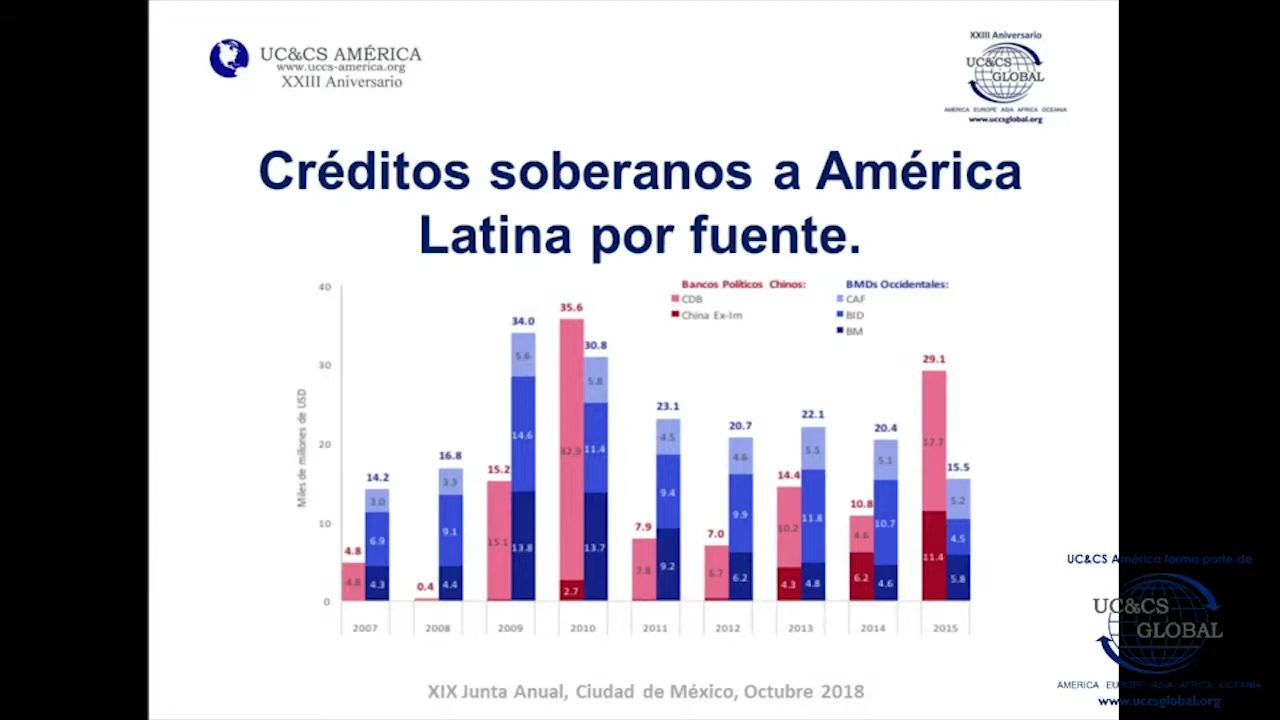 UC&CS AMÉRICA
www.uccs-america.org
XXIII Aniversario
XXIII Aniversario
UC&CS
GLOBAL
AMERICA EUROPE ASIA AFRICA OCEANIA
www.uccsglobal.org
Créditos soberanos a América
Latina por fuente.
Bancos Políticos Chinos:
CDB
China Ex-Im
BMDs Occidentales:
CAF
BID
BM
Miles de millones de USD
40
30
20
10
0
4.8
4.8
14.2
3.0
6.9
4.3
0.4
16.8
3.3
9.1
4.4
15.2
15.1
34.0
5.6
14.6
13.8
35.6
32.9
2.7
30.8
5.8
11.4
13.7
7.9
7.8
23.1
4.5
9.4
9.2
7.0
6.7
20.7
4.6
9.9
6.2
14.4
10.2
4.3
22.1
5.5
11.8
4.8
10.8
4.6
6.2
20.4
5.1
10.7
4.6
29.1
17.7
11.4
15.5
5.2
4.5
5.8
2007 2008 2009 2010 2011 2012 2013 2014 2015
XIX Junta Anual, Ciudad de México, Octubre 2018
UC&CS América forma parte de
UC&CS
GLOBAL
AMERICA EUROPE ASIA AFRICA OCEANIA
www.uccsglobal.org